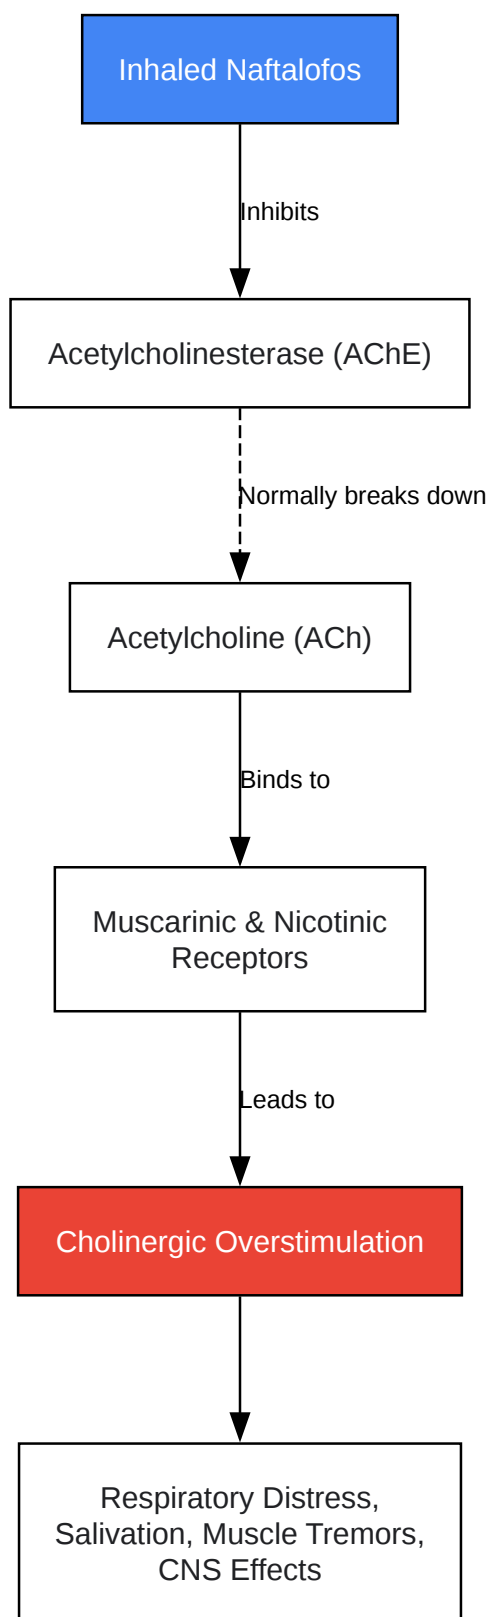 Inhaled Naftalofos
Inhibits
Acetylcholinesterase (AChE)
Normally breaks down
Acetylcholine (ACh)
Binds to
Muscarinic & Nicotinic
Receptors
Leads to
Cholinergic Overstimulation
Respiratory Distress,
Salivation, Muscle Tremors,
CNS Effects